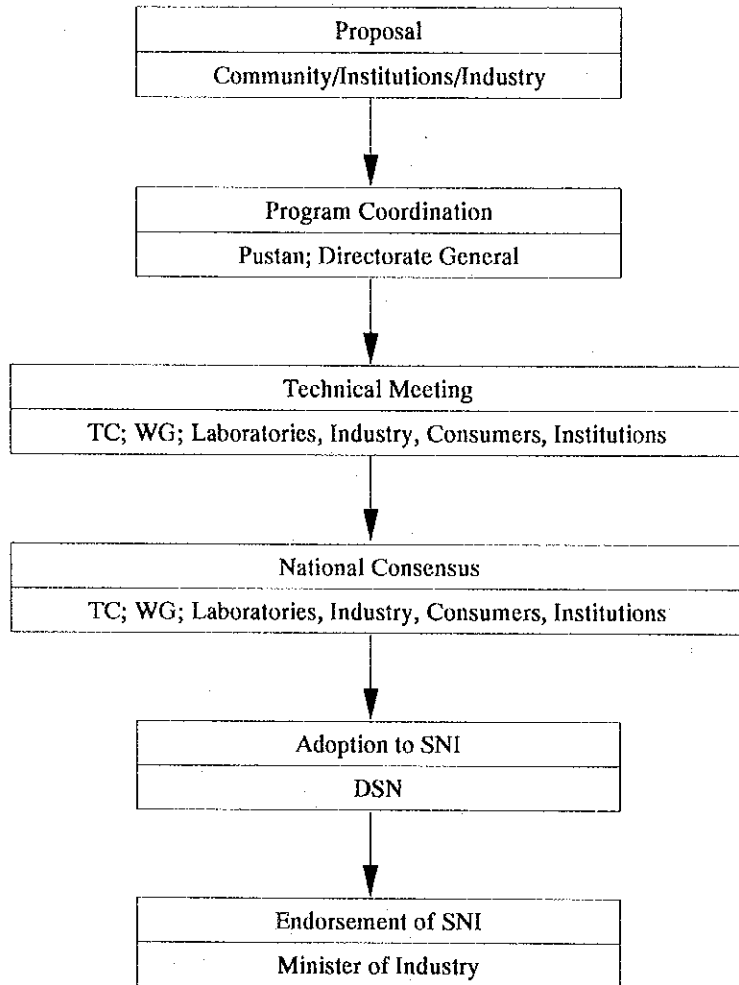 Proposal
Community/Institutions/Industry
Program Coordination
Pustan; Directorate General
Technical Meeting
TC; WG; Laboratories, Industry, Consumers, Institutions
National Consensus
TC; WG; Laboratories, Industry, Consumers, Institutions
Adoption to SNI
DSN
Endorsement of SNI
Minister of Industry